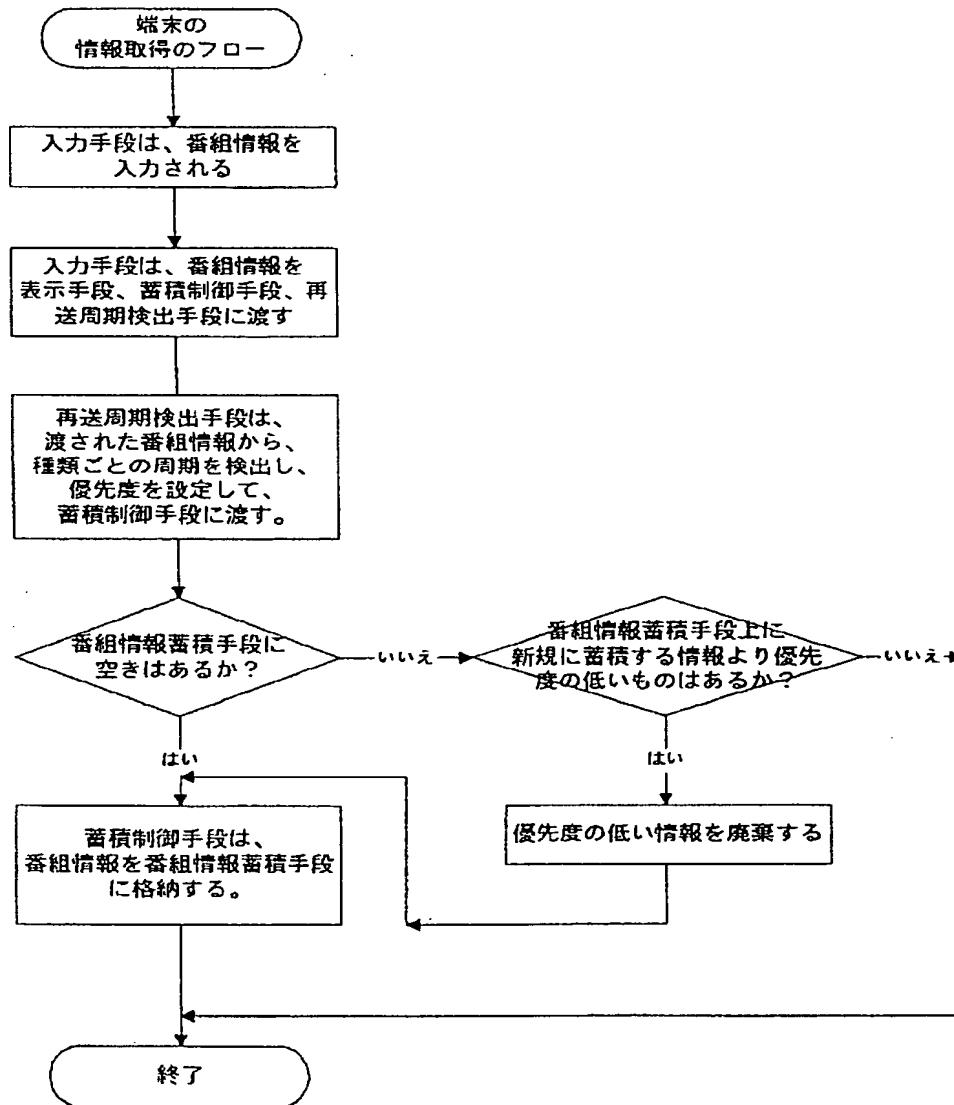 端末の
情報取得のフロー
入力手段は、番組情報を
入力される
入力手段は、番組情報を
表示手段、蓄積制御手段、再
送周期検出手段に渡す
再送周期検出手段は、
渡された番組情報から、
種類ごとの周期を検出し、
優先度を設定して、
蓄積制御手段に渡す。
番組情報蓄積手段に
空きはあるか？
いいえ
番組情報蓄積手段上に
新規に蓄積する情報より優先
度の低いものはあるか？
いいえ
はい
はい
蓄積制御手段は、
番組情報を番組情報蓄積手段
に格納する。
優先度の低い情報を廃棄する
終了